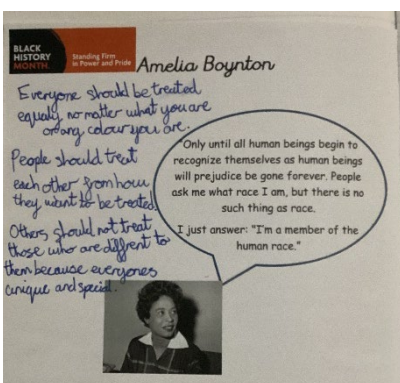 BLACK
HISTORY
MONTH
Standing Firm
in Power and Pride
Amelia Boynton
Everyone should be treated
equaly no matter what you are
or any colour you are.
People should treat
each other from how
they want to be treated.
Others should not treat
those who are diffrent to
them because everyones
unique and special.
"Only until all human beings begin to
recognize themselves as human beings
will prejudice be gone forever. People
ask me what race I am, but there is no
such thing as race.
I just answer: "I'm a member of the
human race."